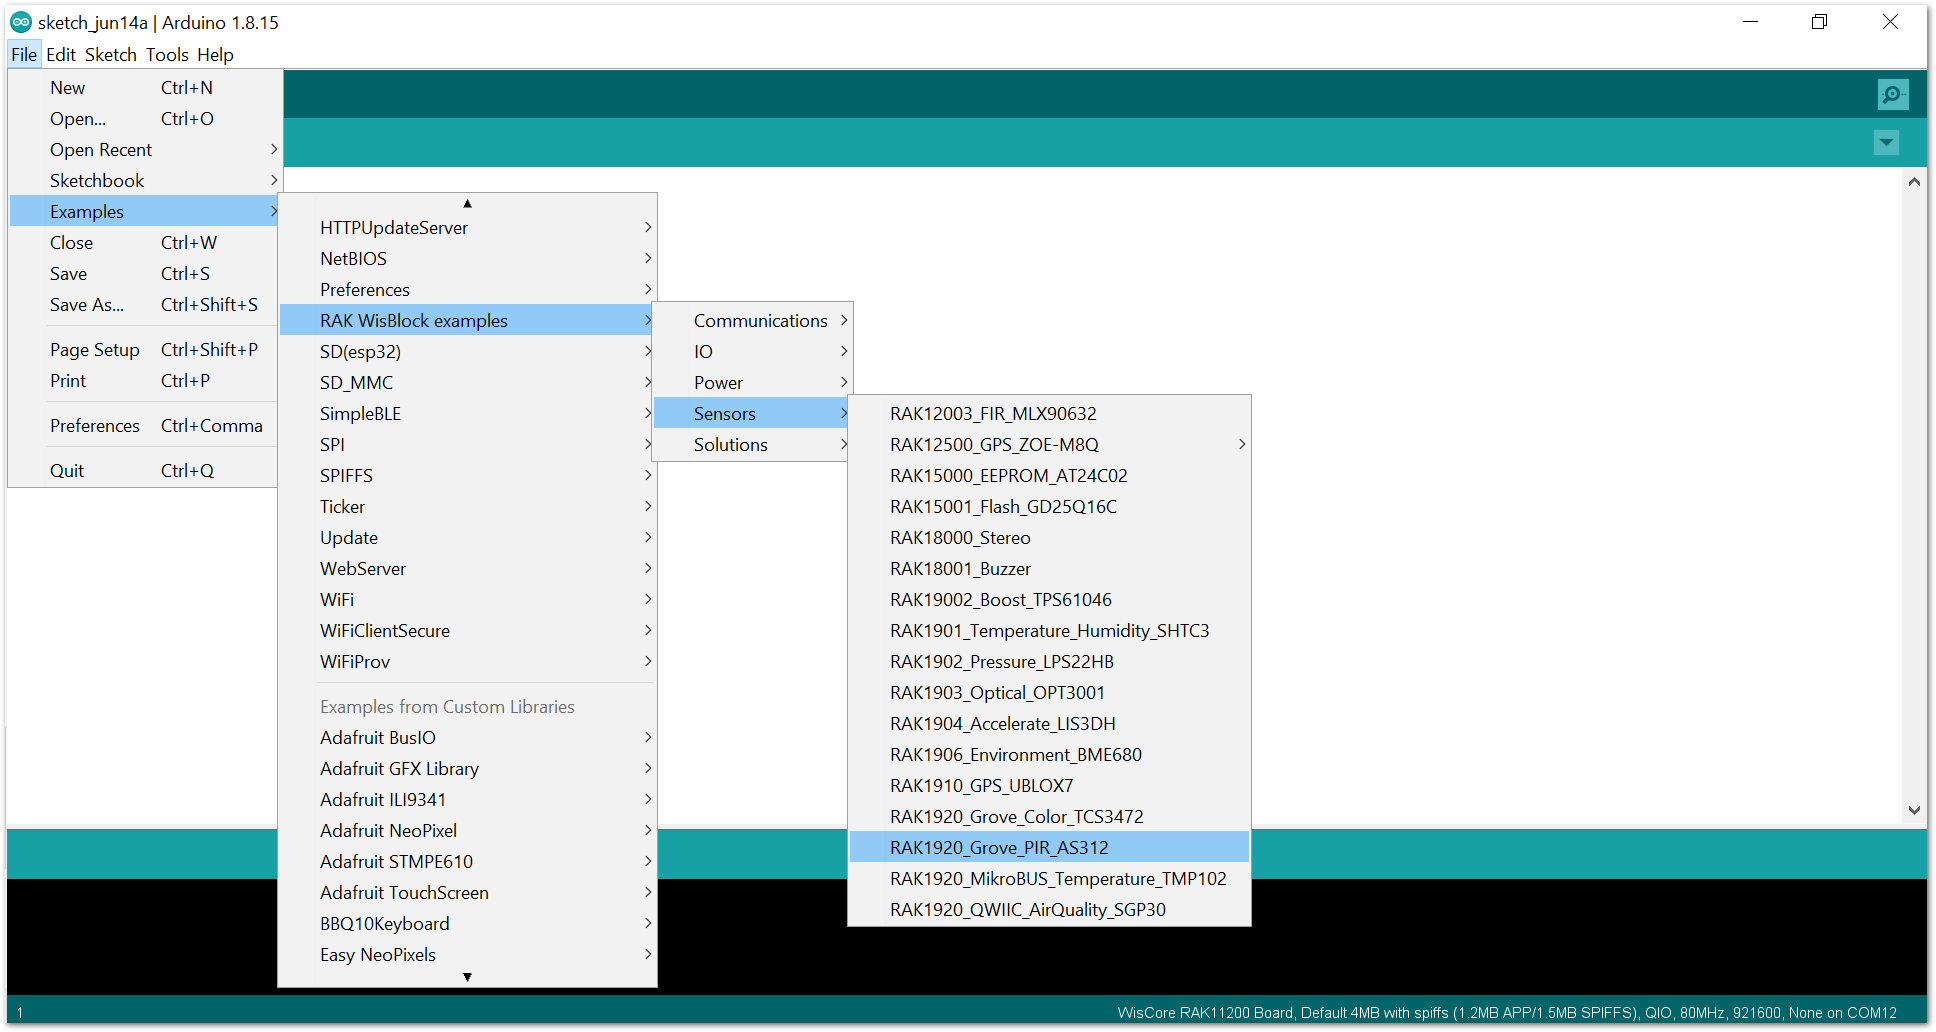 sketch_jun14a | Arduino 1.8.15
File Edit Sketch Tools Help
New Ctrl+N
Open... Ctrl+O
Open Recent
Sketchbook
Examples
Close Ctrl+W
Save Ctrl+S
Save As... Ctrl+Shift+S
Page Setup Ctrl+Shift+P
Print Ctrl+P
Preferences Ctrl+Comma
Quit Ctrl+Q
HTTPUpdateServer
NetBIOS
Preferences
RAK WisBlock examples
SD(esp32)
SD_MMC
SimpleBLE
SPI
SPIFFS
Ticker
Update
WebServer
WiFi
WiFiClientSecure
WiFiProv
Examples from Custom Libraries
Adafruit BusIO
Adafruit GFX Library
Adafruit ILI9341
Adafruit NeoPixel
Adafruit STMPE610
Adafruit TouchScreen
BBQ10Keyboard
Easy NeoPixels
Communications
IO
Power
Sensors
Solutions
RAK12003_FIR_MLX90632
RAK12500_GPS_ZOE-M8Q
RAK15000_EEPROM_AT24C02
RAK15001_Flash_GD25Q16C
RAK18000_Stereo
RAK18001_Buzzer
RAK19002_Boost_TPS61046
RAK1901_Temperature_Humidity_SHTC3
RAK1902_Pressure_LPS22HB
RAK1903_Optical_OPT3001
RAK1904_Accelerate_LIS3DH
RAK1906_Environment_BME680
RAK1910_GPS_UBLOX7
RAK1920_Grove_Color_TCS3472
RAK1920_Grove_PIR_AS312
RAK1920_MikroBUS_Temperature_TMP102
RAK1920_QWIIC_AirQuality_SGP30
1 WisCore RAK11200 Board, Default 4MB with spiffs (1.2MB APP/1.5MB SPIFFS), QIO, 80MHz, 921600, None on COM12